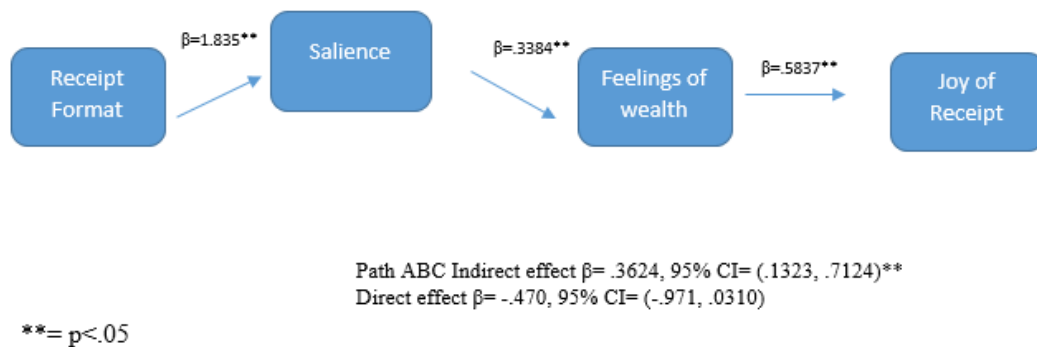 β=1.835**
Salience
β=.3384**
Receipt
Format
Feelings of
wealth
β=.5837**
Joy of
Receipt
Path ABC Indirect effect β= .3624, 95% CI= (.1323, .7124)**
Direct effect β= -.470, 95% CI= (-.971, .0310)
**= p<.05